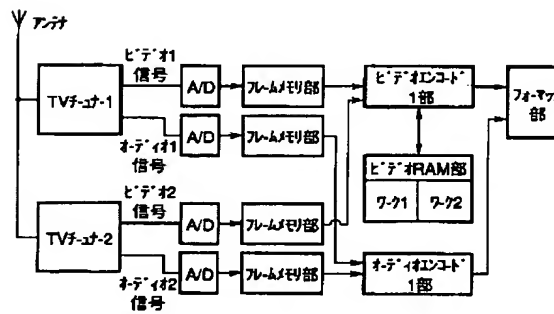 アンテナ
TVチューナ-1
ビデオ1
信号
A/D
フレームメモリ部
ビデオエンコード
1部
フォーマッ
部
オーディオ1
信号
A/D
フレームメモリ部
ビデオRAM部
ワーク1
ワーク2
TVチューナ-2
ビデオ2
信号
A/D
フレームメモリ部
オーディオ2
信号
A/D
フレームメモリ部
オーディオエンコード
1部